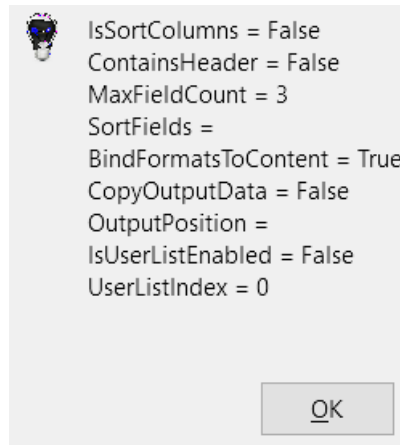 IsSortColumns = False
ContainsHeader = False
MaxFieldCount = 3
SortFields =
BindFormatsToContent = True
CopyOutputData = False
OutputPosition =
IsUserListEnabled = False
UserListIndex = 0
OK